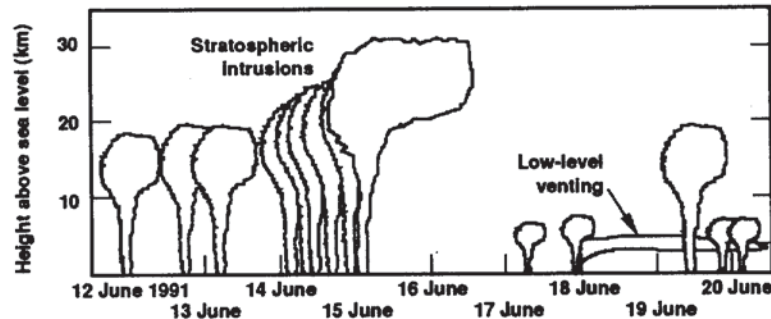 Height above sea level (km)
30
20
10
Stratospheric
intrusions
Low-level
venting
12 June 1991
13 June
14 June
15 June
16 June
17 June
18 June
19 June
20 June